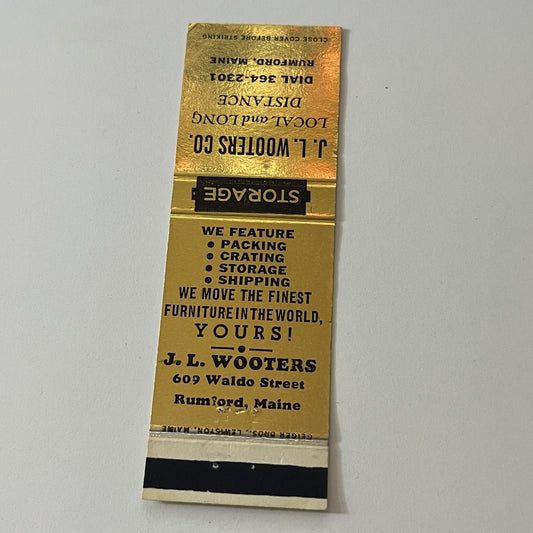 CLOSE COVER BEFORE STRIKING
RUMFORD, MAINE
DIAL 364-2301
DISTANCE
LOCAL and LONG
J. L. WOOTERS CO.
STORAGE
WE FEATURE
• PACKING
• CRATING
• STORAGE
• SHIPPING
WE MOVE THE FINEST
FURNITURE IN THE WORLD,
YOURS!
J. L. WOOTERS
609 Waldo Street
Rumford, Maine
GEIGER BROS., LEWISTON, MAINE